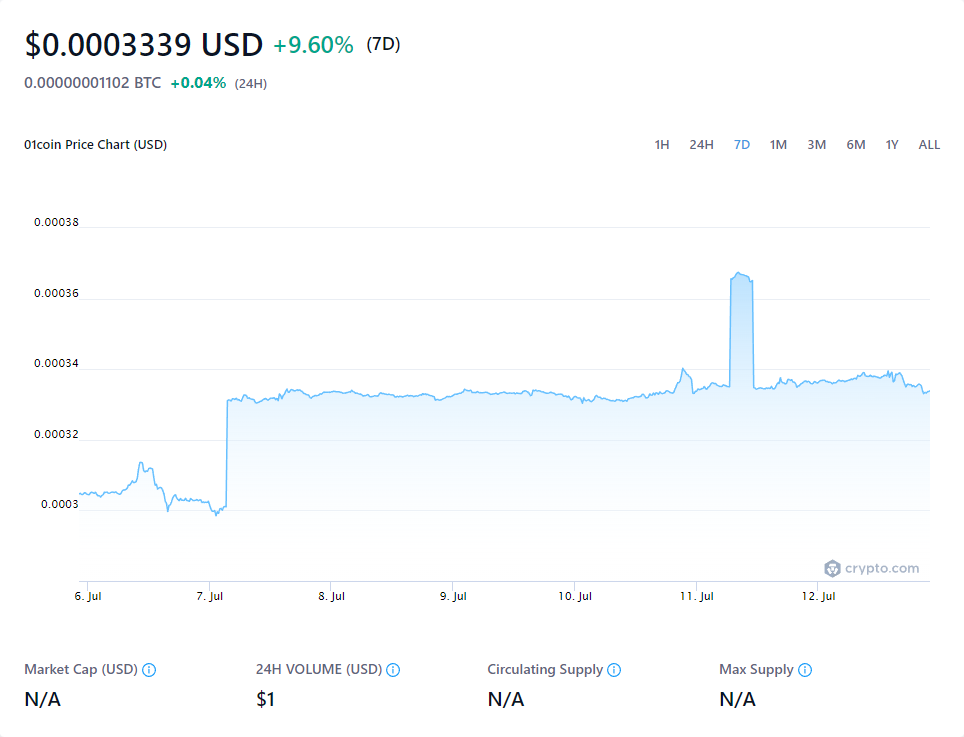 $0.0003339 USD +9.60% (7D)
0.00000001102 BTC +0.04% (24H)
01coin Price Chart (USD) 1H 24H 7D 1M 3M 6M 1Y ALL
0.00038
0.00036
0.00034
0.00032
0.0003
crypto.com
6. Jul 7. Jul 8. Jul 9. Jul 10. Jul 11. Jul 12. Jul
Market Cap (USD) 24H VOLUME (USD) Circulating Supply Max Supply
N/A $1 N/A N/A